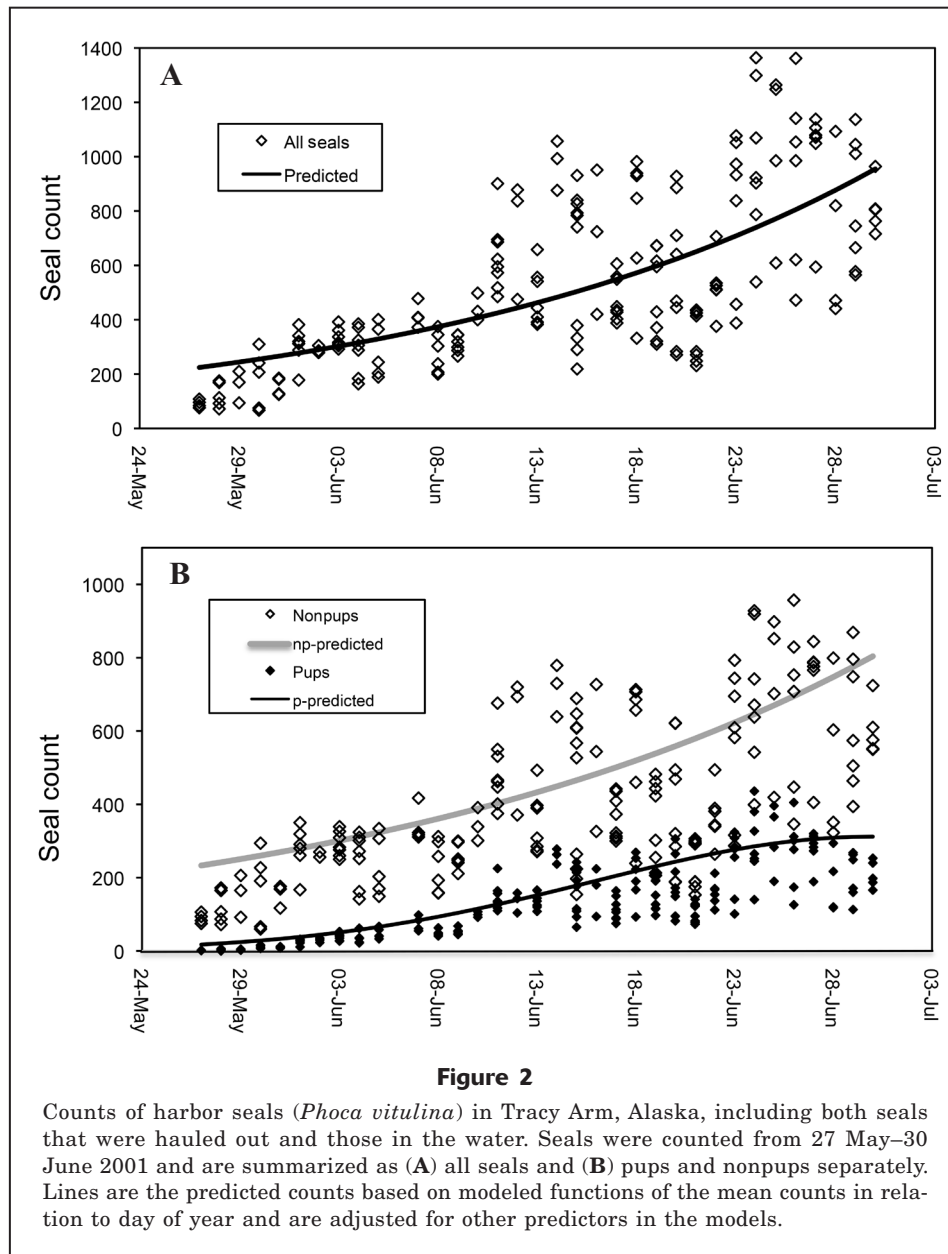 A
1400
1200
1000
800
600
400
200
0
Seal count
All seals
Predicted
24-May
29-May
03-Jun
08-Jun
13-Jun
18-Jun
23-Jun
28-Jun
03-Jul
B
1000
800
600
400
200
0
Seal count
Nonpups
np-predicted
Pups
p-predicted
24-May
29-May
03-Jun
08-Jun
13-Jun
18-Jun
23-Jun
28-Jun
03-Jul
Figure 2
Counts of harbor seals (Phoca vitulina) in Tracy Arm, Alaska, including both seals
that were hauled out and those in the water. Seals were counted from 27 May–30
June 2001 and are summarized as (A) all seals and (B) pups and nonpups separately.
Lines are the predicted counts based on modeled functions of the mean counts in rela-
tion to day of year and are adjusted for other predictors in the models.